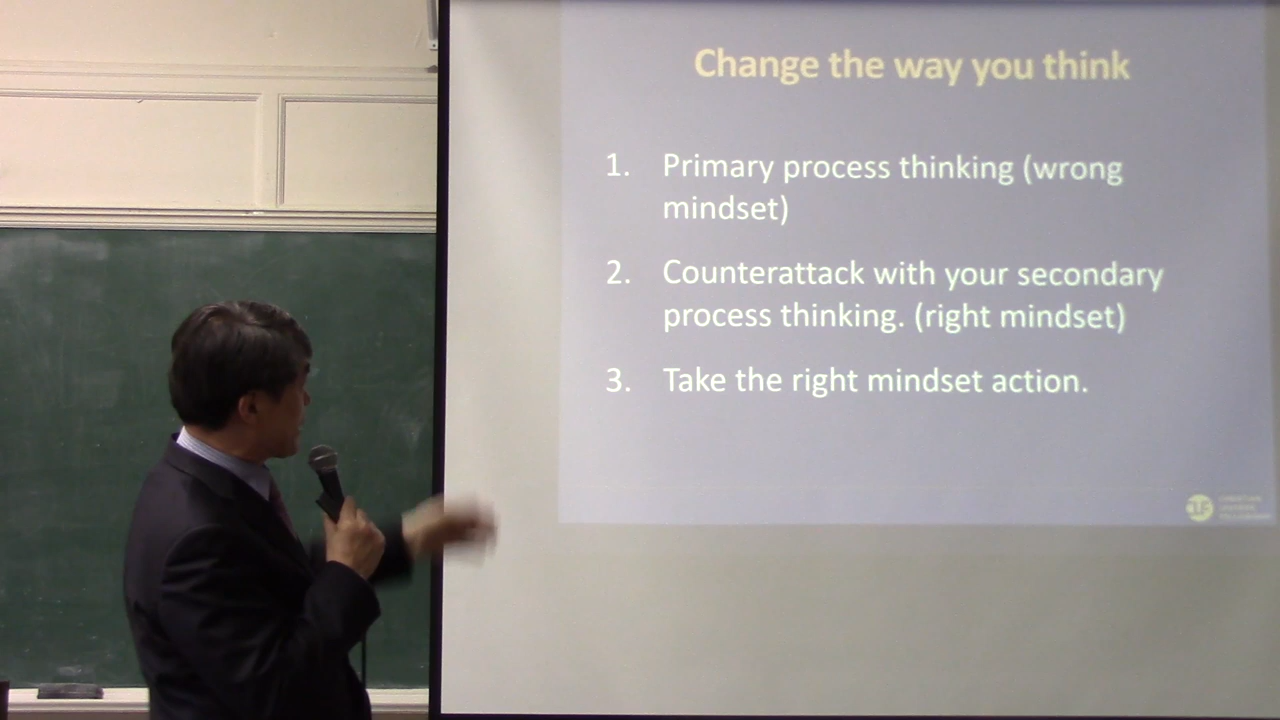 Change the way you think
1. Primary process thinking (wrong
mindset)
2. Counterattack with your secondary
process thinking. (right mindset)
3. Take the right mindset action.